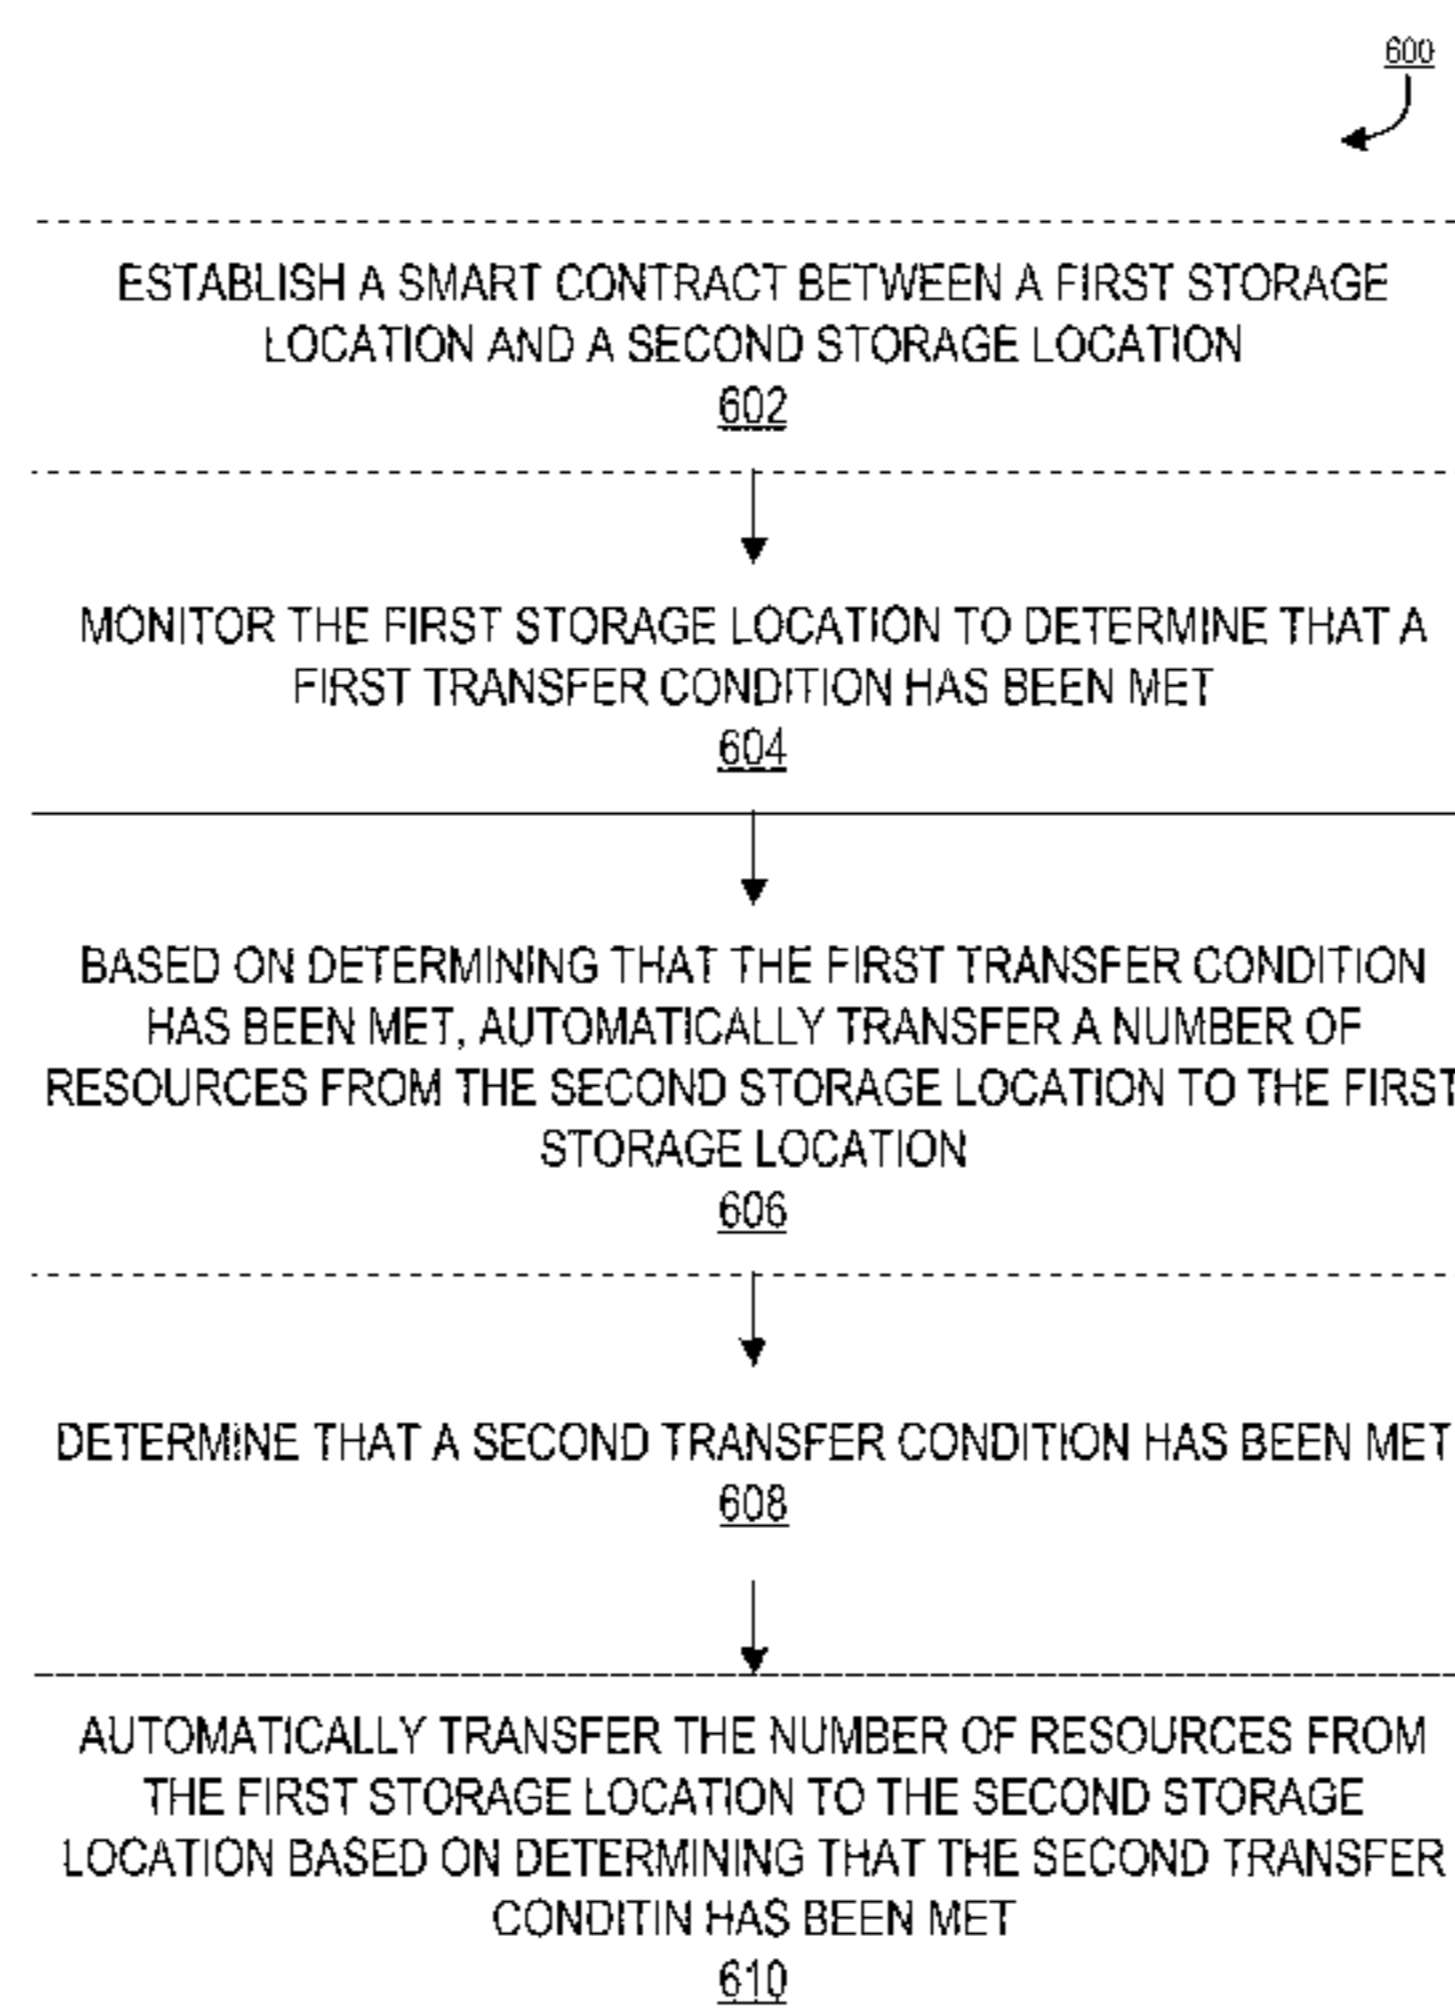 600
ESTABLISH A SMART CONTRACT BETWEEN A FIRST STORAGE
LOCATION AND A SECOND STORAGE LOCATION
602
MONITOR THE FIRST STORAGE LOCATION TO DETERMINE THAT A
FIRST TRANSFER CONDITION HAS BEEN MET
604
BASED ON DETERMINING THAT THE FIRST TRANSFER CONDITION
HAS BEEN MET, AUTOMATICALLY TRANSFER A NUMBER OF
RESOURCES FROM THE SECOND STORAGE LOCATION TO THE FIRST
STORAGE LOCATION
606
DETERMINE THAT A SECOND TRANSFER CONDITION HAS BEEN MET
608
AUTOMATICALLY TRANSFER THE NUMBER OF RESOURCES FROM
THE FIRST STORAGE LOCATION TO THE SECOND STORAGE
LOCATION BASED ON DETERMINING THAT THE SECOND TRANSFER
CONDITIN HAS BEEN MET
610